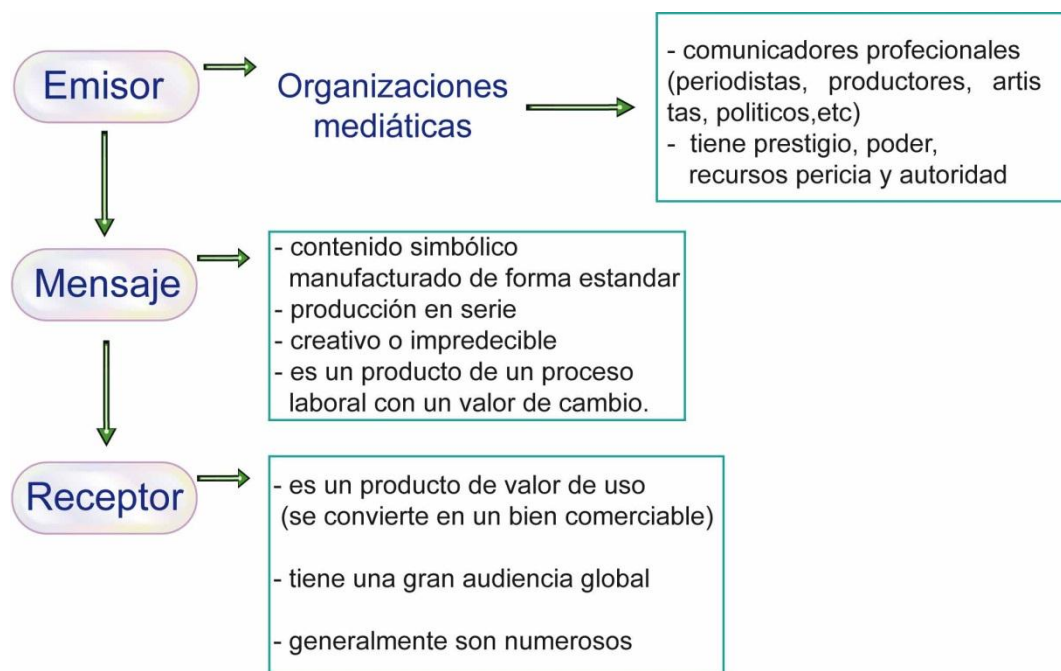 Emisor
Organizaciones
mediáticas
- comunicadores profecionales
(periodistas, productores, artis
tas, politicos,etc)
- tiene prestigio, poder,
recursos pericia y autoridad
Mensaje
- contenido simbólico
manufacturado de forma estandar
- producción en serie
- creativo o impredecible
- es un producto de un proceso
laboral con un valor de cambio.
Receptor
- es un producto de valor de uso
(se convierte en un bien comerciable)
- tiene una gran audiencia global
- generalmente son numerosos